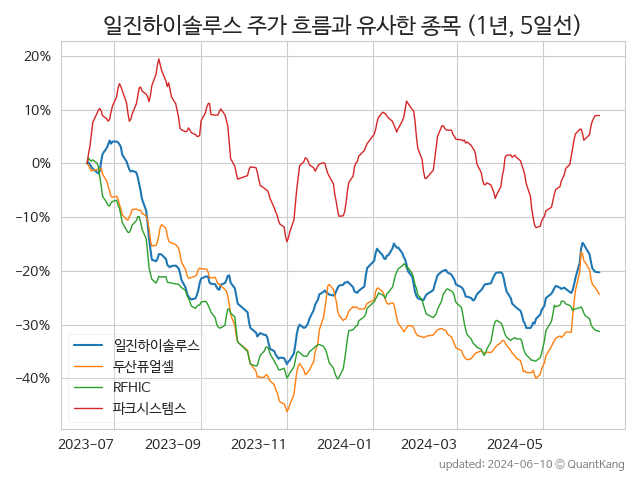 일진하이솔루스 주가 흐름과 유사한 종목 (1년, 5일선)
20%
10%
0%
−10%
−20%
−30%
−40%
일진하이솔루스
두산퓨얼셀
RFHIC
파크시스템스
2023-07 2023-09 2023-11 2024-01 2024-03 2024-05
updated: 2024-06-10 © QuantKang